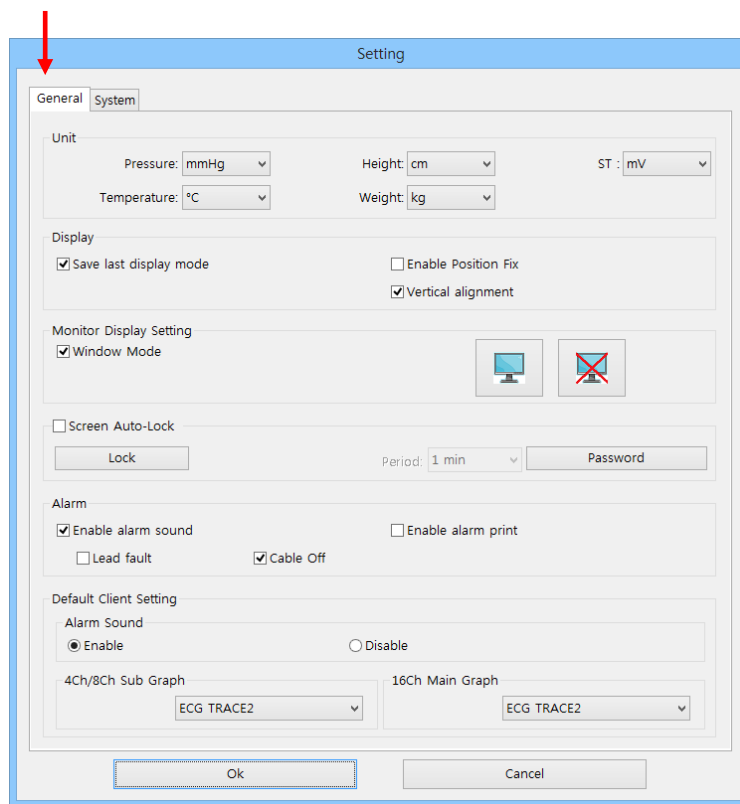 Setting
General System
Unit
Pressure: mmHg Height: cm ST : mV
Temperature: °C Weight: kg
Display
Save last display mode Enable Position Fix
Vertical alignment
Monitor Display Setting
Window Mode
Screen Auto-Lock
Lock Period: 1 min Password
Alarm
Enable alarm sound Enable alarm print
Lead fault Cable Off
Default Client Setting
Alarm Sound
Enable Disable
4Ch/8Ch Sub Graph 16Ch Main Graph
ECG TRACE2 ECG TRACE2
Ok Cancel